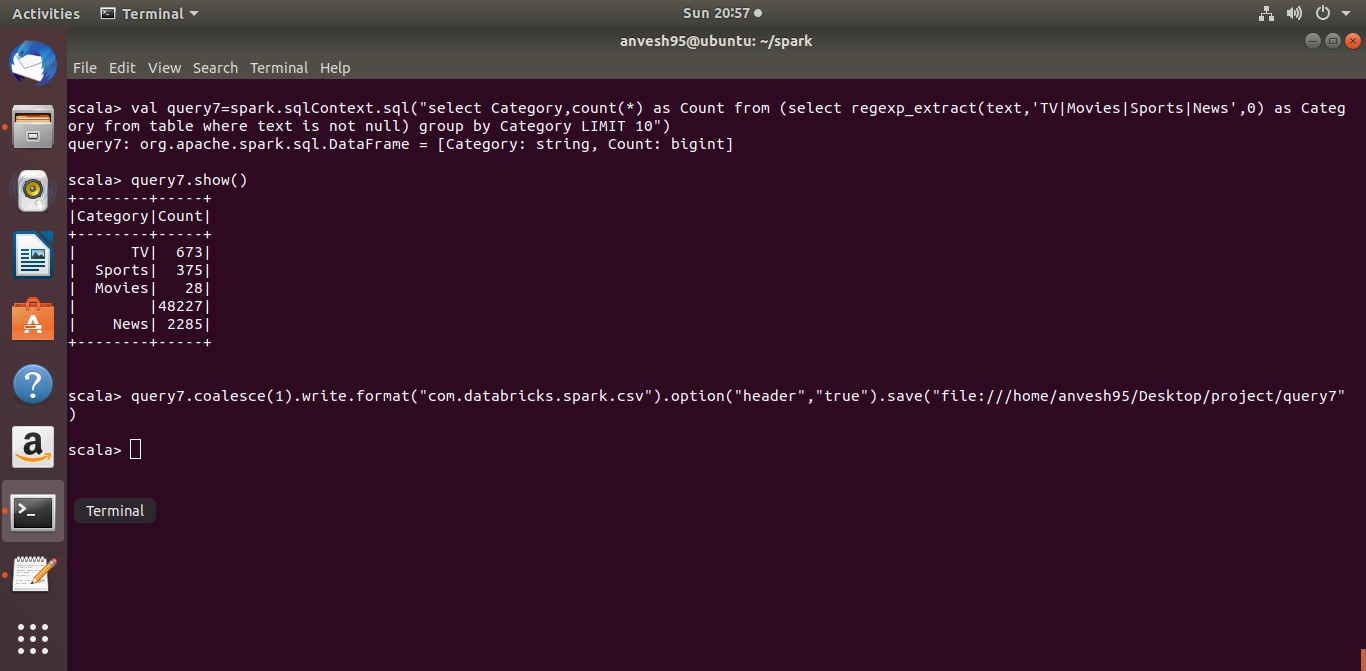 Activities Terminal Sun 20:57
anvesh95@ubuntu: ~/spark
File Edit View Search Terminal Help
scala> val query7=spark.sqlContext.sql("select Category,count(*) as Count from (select regexp_extract(text,'TV|Movies|Sports|News',0) as Categ
ory from table where text is not null) group by Category LIMIT 10")
query7: org.apache.spark.sql.DataFrame = [Category: string, Count: bigint]
scala> query7.show()
+--------+-----+
|Category|Count|
+--------+-----+
|      TV|  673|
|  Sports|  375|
|  Movies|   28|
|        |48227|
|    News| 2285|
+--------+-----+
scala> query7.coalesce(1).write.format("com.databricks.spark.csv").option("header","true").save("file:///home/anvesh95/Desktop/project/query7"
)
scala>
Terminal